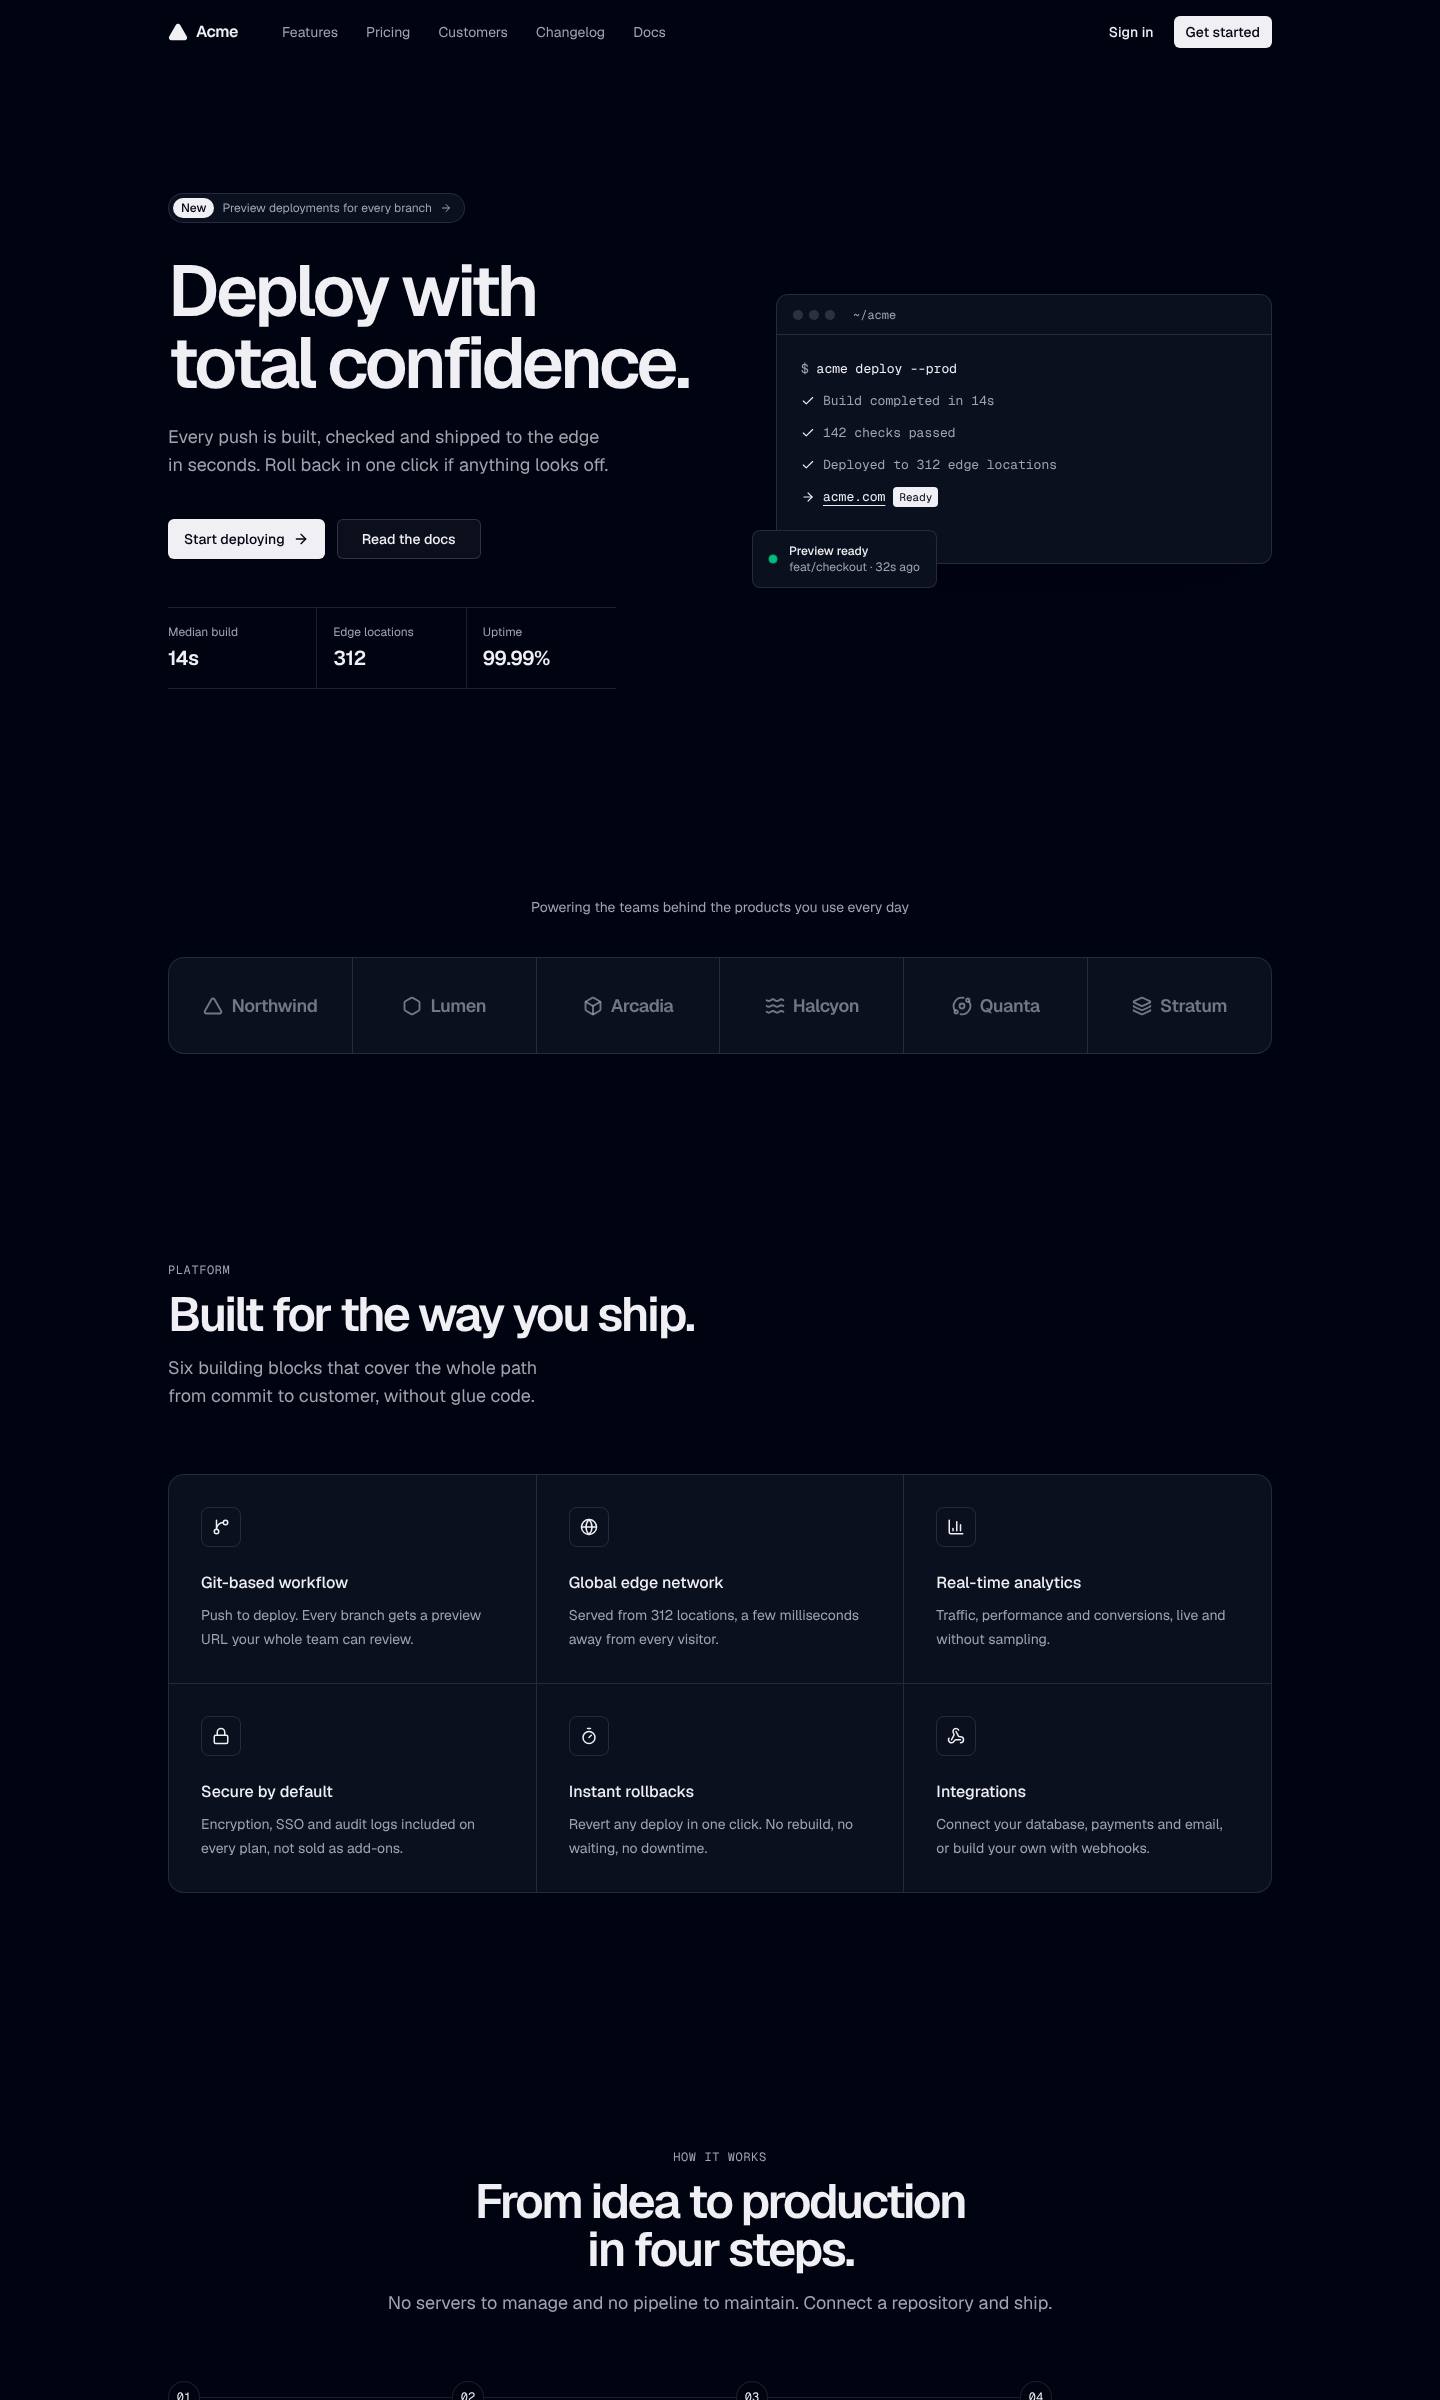 Acme
Features
Pricing
Customers
Changelog
Docs
Sign in
Get started
New
Preview deployments for every branch →
Deploy with
total confidence.
Every push is built, checked and shipped to the edge
in seconds. Roll back in one click if anything looks off.
Start deploying →
Read the docs
Median build
14s
Edge locations
312
Uptime
99.99%
~/acme
$ acme deploy --prod
✓ Build completed in 14s
✓ 142 checks passed
✓ Deployed to 312 edge locations
→ acme.com Ready
Preview ready
feat/checkout · 32s ago
Powering the teams behind the products you use every day
Northwind
Lumen
Arcadia
Halcyon
Quanta
Stratum
PLATFORM
Built for the way you ship.
Six building blocks that cover the whole path
from commit to customer, without glue code.
Git-based workflow
Push to deploy. Every branch gets a preview
URL your whole team can review.
Global edge network
Served from 312 locations, a few milliseconds
away from every visitor.
Real-time analytics
Traffic, performance and conversions, live and
without sampling.
Secure by default
Encryption, SSO and audit logs included on
every plan, not sold as add-ons.
Instant rollbacks
Revert any deploy in one click. No rebuild, no
waiting, no downtime.
Integrations
Connect your database, payments and email,
or build your own with webhooks.
HOW IT WORKS
From idea to production
in four steps.
No servers to manage and no pipeline to maintain. Connect a repository and ship.
01
02
03
04